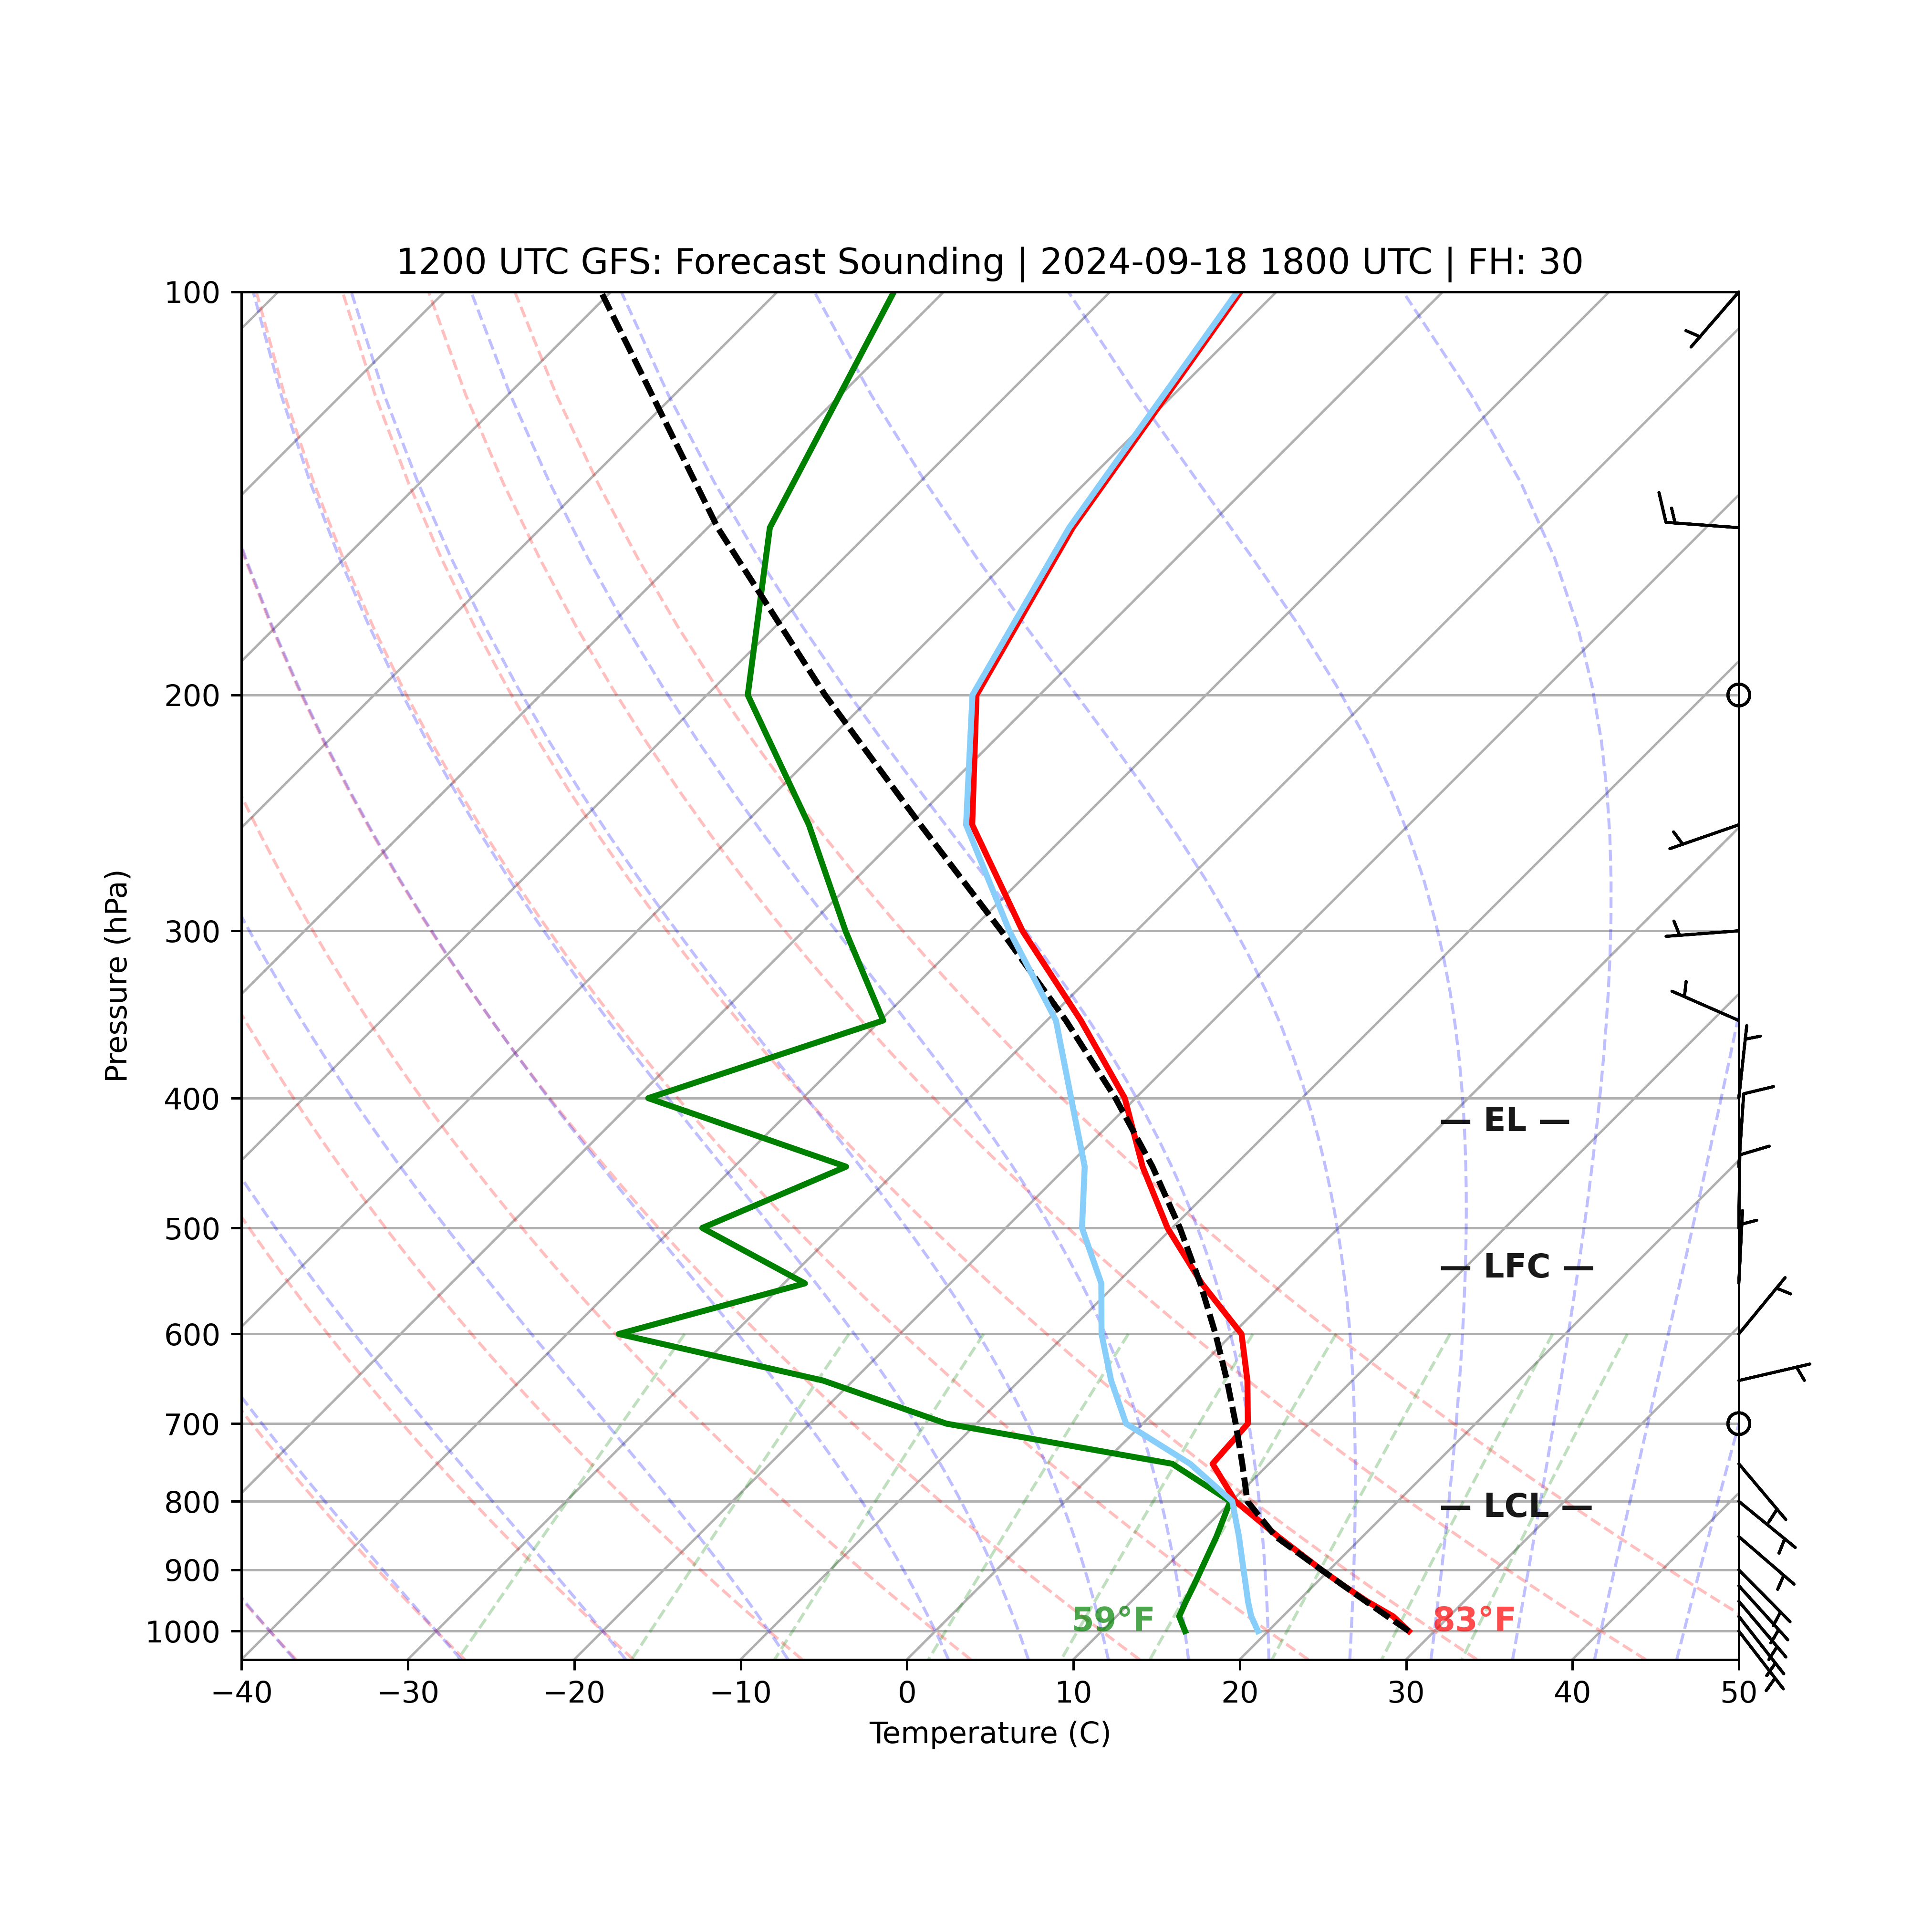 1200 UTC GFS: Forecast Sounding | 2024-09-18 1800 UTC | FH: 30
100
200
300
400
500
600
700
800
900
1000
Pressure (hPa)
— EL —
— LFC —
— LCL —
59°F
83°F
−40 −30 −20 −10 0 10 20 30 40 50
Temperature (C)